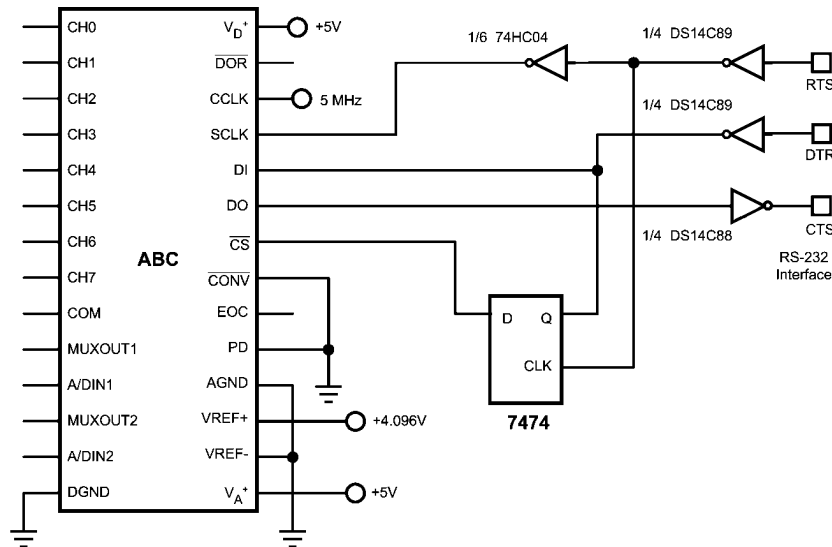 CH0
CH1
CH2
CH3
CH4
CH5
CH6
CH7
COM
MUXOUT1
A/DIN1
MUXOUT2
A/DIN2
DGND
ABC
VD+
DOR
CCLK
SCLK
DI
DO
CS
CONV
EOC
PD
AGND
VREF+
VREF-
VA+
+5V
5 MHz
+4.096V
+5V
1/6 74HC04
1/4 DS14C89
RTS
1/4 DS14C89
DTR
1/4 DS14C88
CTS
RS-232
Interface
D
Q
CLK
7474